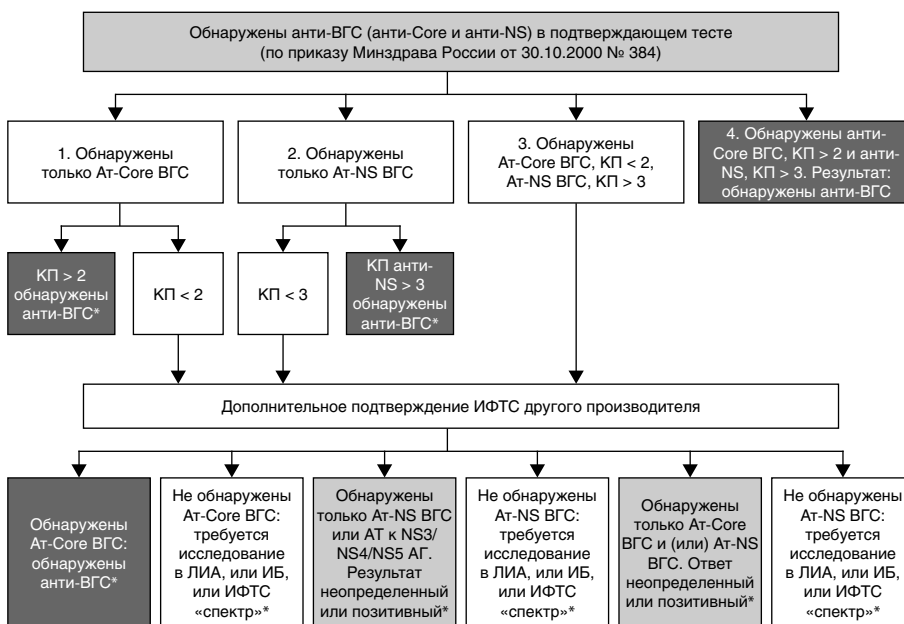 Обнаружены анти-ВГС (анти-Core и анти-NS) в подтверждающем тесте
(по приказу Минздрава России от 30.10.2000 № 384)
1. Обнаружены
только Ат-Core ВГС
2. Обнаружены
только Ат-NS ВГС
3. Обнаружены
Ат-Core ВГС, КП < 2,
Ат-NS ВГС, КП > 3
4. Обнаружены анти-
Core ВГС, КП > 2 и анти-
NS, КП > 3. Результат:
обнаружены анти-ВГС
КП > 2
обнаружены
анти-ВГС*
КП < 2
КП < 3
КП анти-
NS > 3
обнаружены
анти-ВГС*
Дополнительное подтверждение ИФТС другого производителя
Обнаружены
Ат-Core ВГС:
обнаружены
анти-ВГС*
Не обнаружены
Ат-Core ВГС:
требуется
исследование
в ЛИА, или ИБ,
или ИФТС
«спектр»*
Обнаружены
только Ат-NS ВГС
или АТ к NS3/
NS4/NS5 АГ.
Результат
неопределенный
или позитивный*
Не обнаружены
Ат-NS ВГС:
требуется
исследование
в ЛИА, или ИБ,
или ИФТС
«спектр»*
Обнаружены
только Ат-Core
ВГС и (или) Ат-NS
ВГС. Ответ
неопределенный
или позитивный*
Не обнаружены
Ат-NS ВГС:
требуется
исследование
в ЛИА, или ИБ,
или ИФТС
«спектр»*